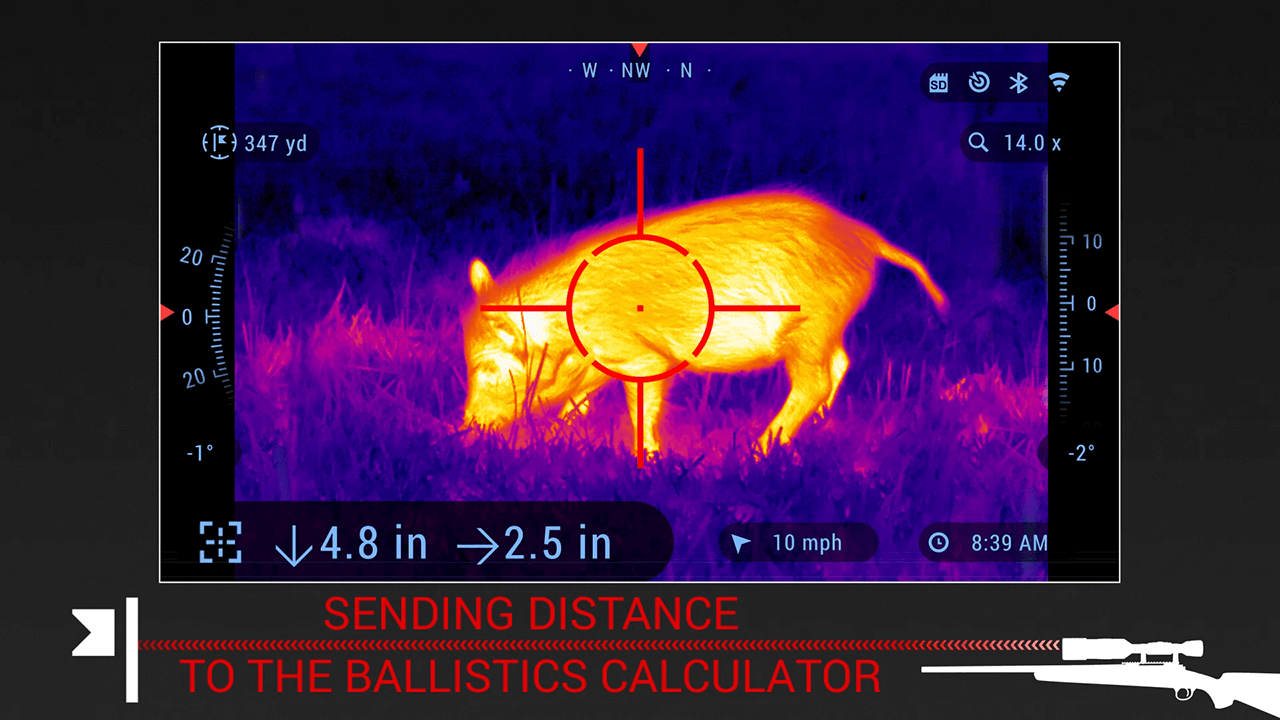 · W · NW · N ·
SD
347 yd
14.0 x
20
0
20
-1°
10
0
10
-2°
↓4.8 in →2.5 in
10 mph
8:39 AM
SENDING DISTANCE
TO THE BALLISTICS CALCULATOR